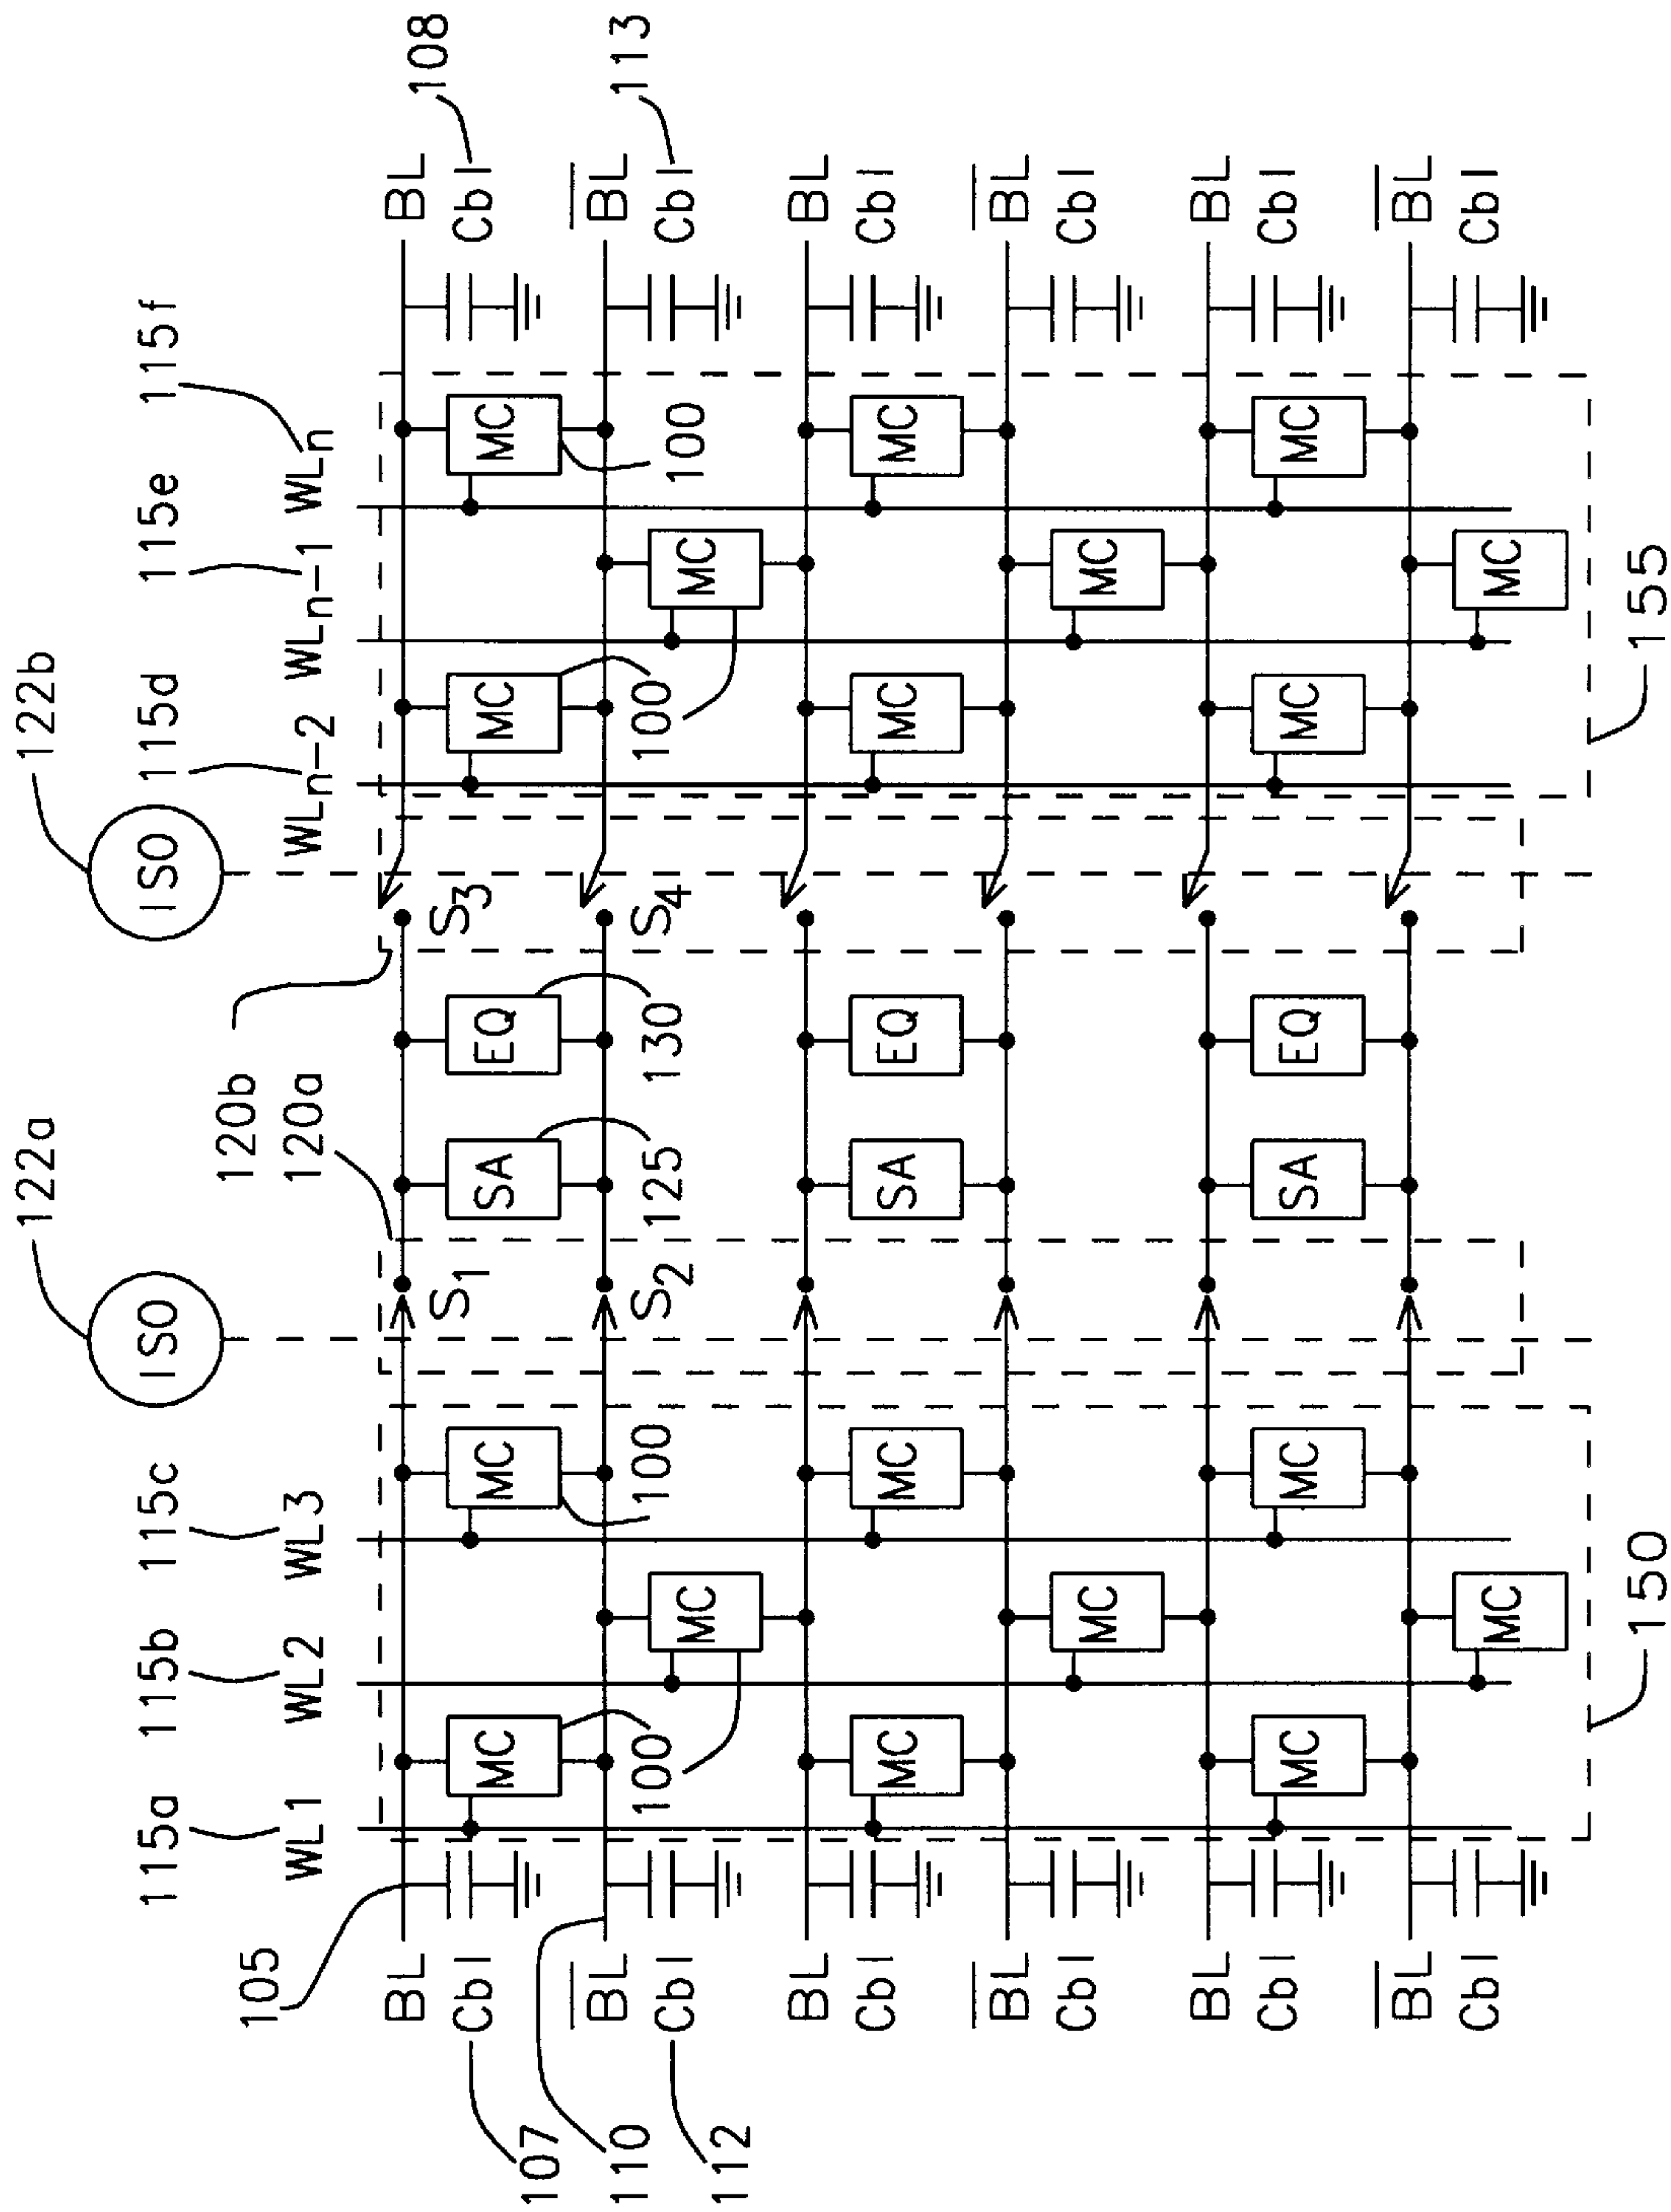 122a
122b
ISO
ISO
120b
120a
115a
115b
115c
115d
115e
115f
WL1
WL2
WL3
WLn-2
WLn-1
WLn
105
108
BL
S1
S3
BL
Cbl
MC
MC
SA
EQ
MC
MC
Cbl
107
100
125
130
100
113
BL
S2
S4
BL
110
100
100
Cbl
MC
MC
Cbl
112
BL
BL
Cbl
MC
MC
SA
EQ
MC
MC
Cbl
BL
BL
Cbl
MC
MC
Cbl
BL
BL
Cbl
MC
MC
SA
EQ
MC
MC
Cbl
BL
BL
Cbl
MC
MC
Cbl
150
155